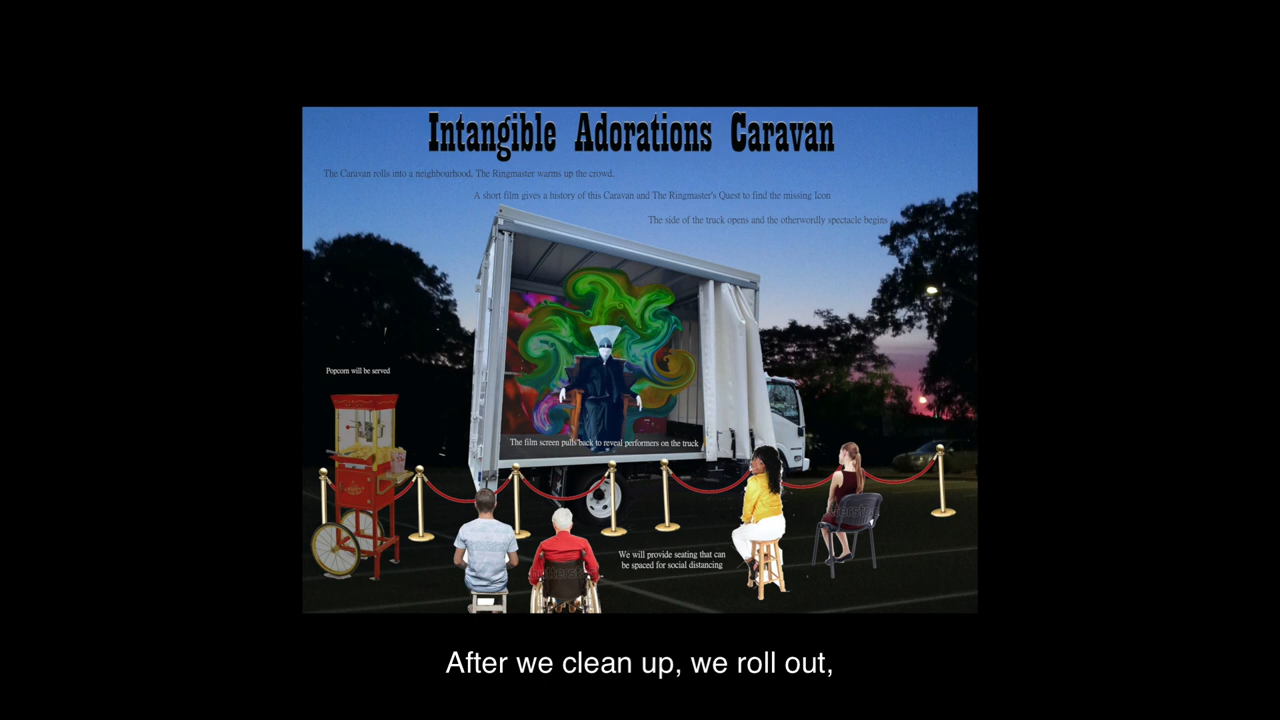 Intangible Adorations Caravan
The Caravan rolls into a neighbourhood, The Ringmaster warms up the crowd.
A short film gives a history of this Caravan and The Ringmaster's Quest to find the missing Icon
The side of the truck opens and the otherwordly spectacle begins
Popcorn will be served
The film screen pulls back to reveal performers on the truck
We will provide seating that can
be spaced for social distancing
After we clean up, we roll out,